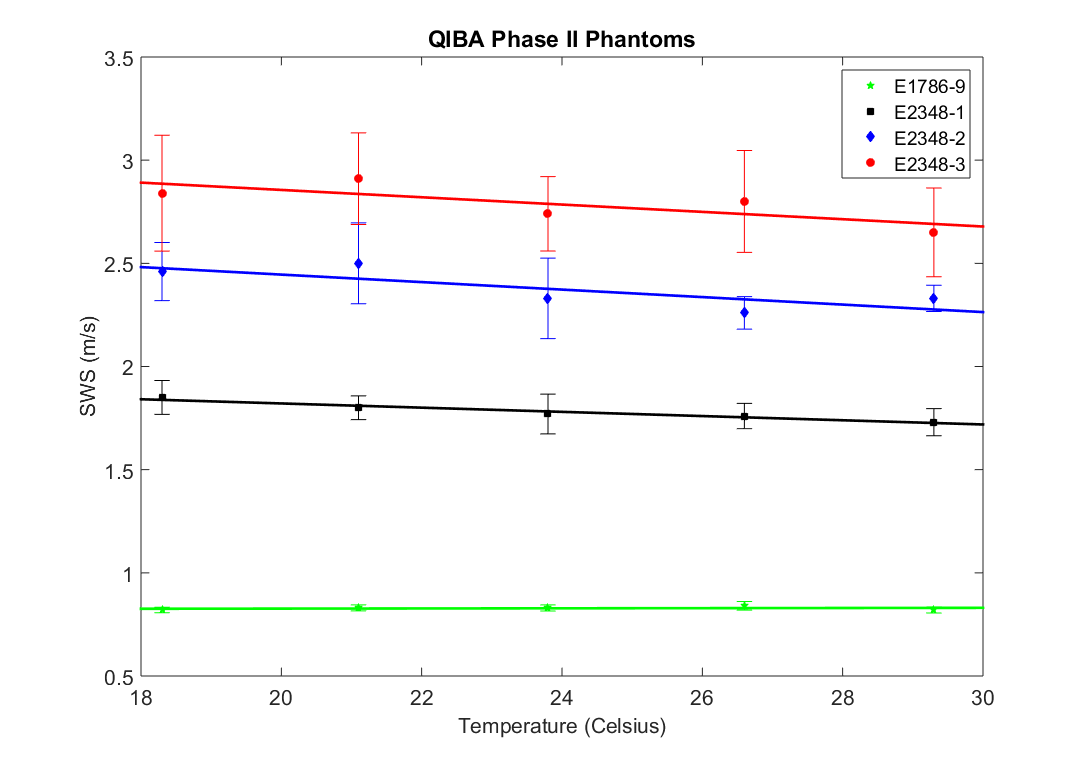 QIBA Phase II Phantoms
3.5
3
2.5
2
1.5
1
0.5
SWS (m/s)
E1786-9
E2348-1
E2348-2
E2348-3
18 20 22 24 26 28 30
Temperature (Celsius)